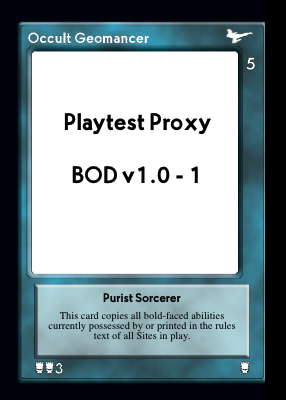 Occult Geomancer
5
Playtest Proxy
BOD v1.0 - 1
Purist Sorcerer
This card copies all bold-faced abilities
currently possessed by or printed in the rules
text of all Sites in play.
3